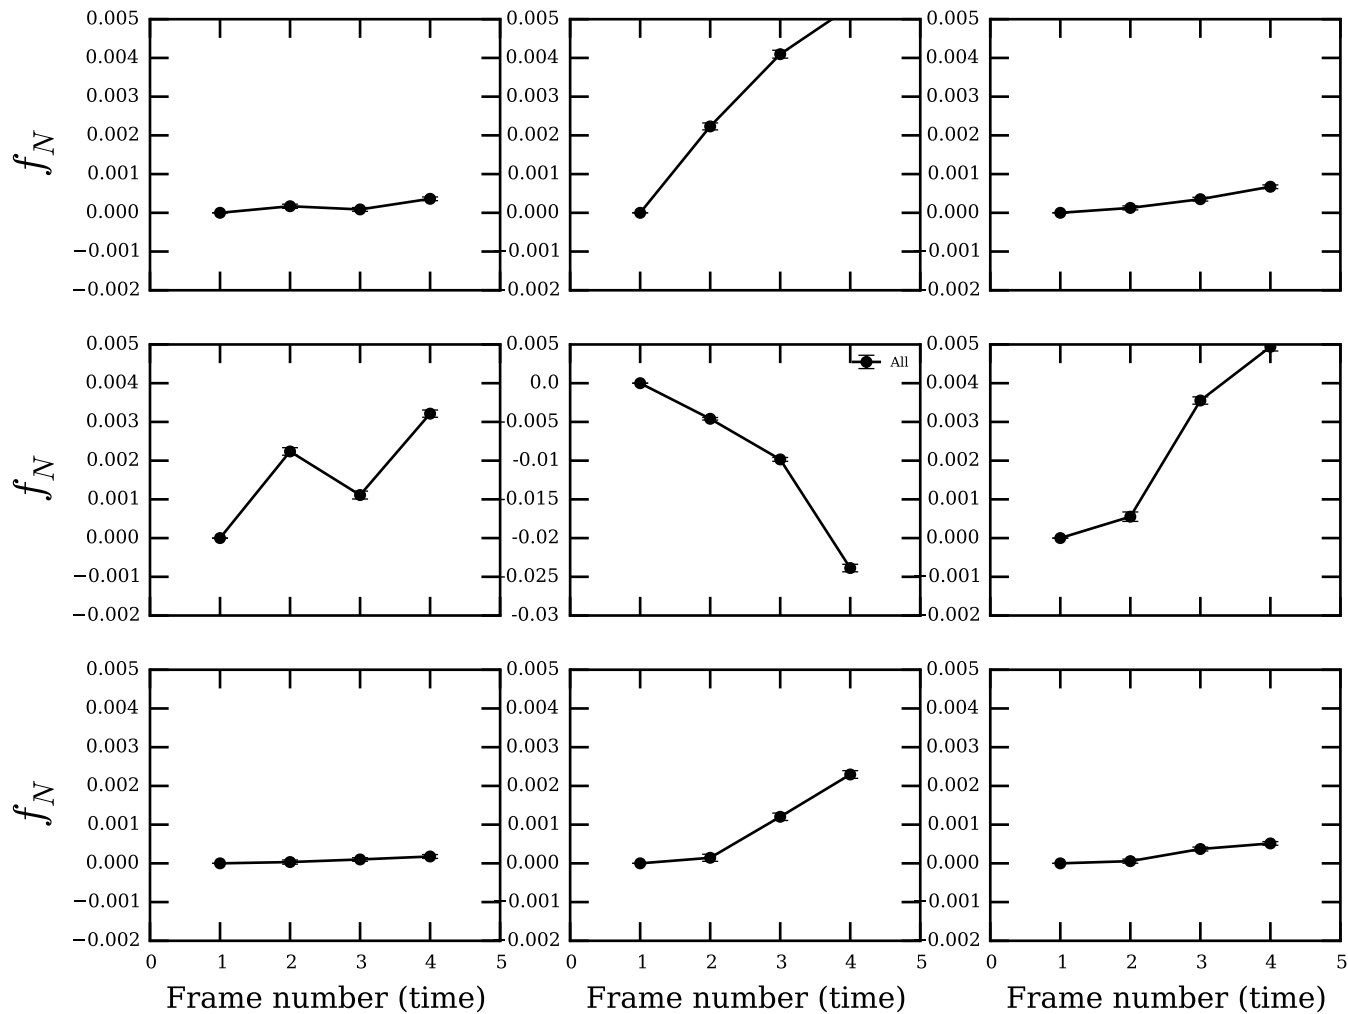 0.005 0.005 0.005
0.004 0.004 0.004
0.003 0.003 0.003
0.002 0.002 0.002
f_N 0.001 0.001 0.001
0.000 0.000 0.000
−0.001 −0.001 −0.001
−0.002 −0.002 −0.002
0.005 0.005 0.005
All
0.004 0.0 0.004
0.003 -0.005 0.003
0.002 -0.01 0.002
f_N 0.001 -0.015 0.001
0.000 -0.02 0.000
−0.001 -0.025 −0.001
−0.002 -0.03 −0.002
0.005 0.005 0.005
0.004 0.004 0.004
0.003 0.003 0.003
0.002 0.002 0.002
f_N 0.001 0.001 0.001
0.000 0.000 0.000
−0.001 −0.001 −0.001
−0.002 −0.002 −0.002
0 1 2 3 4 5 0 1 2 3 4 5 0 1 2 3 4 5
Frame number (time) Frame number (time) Frame number (time)